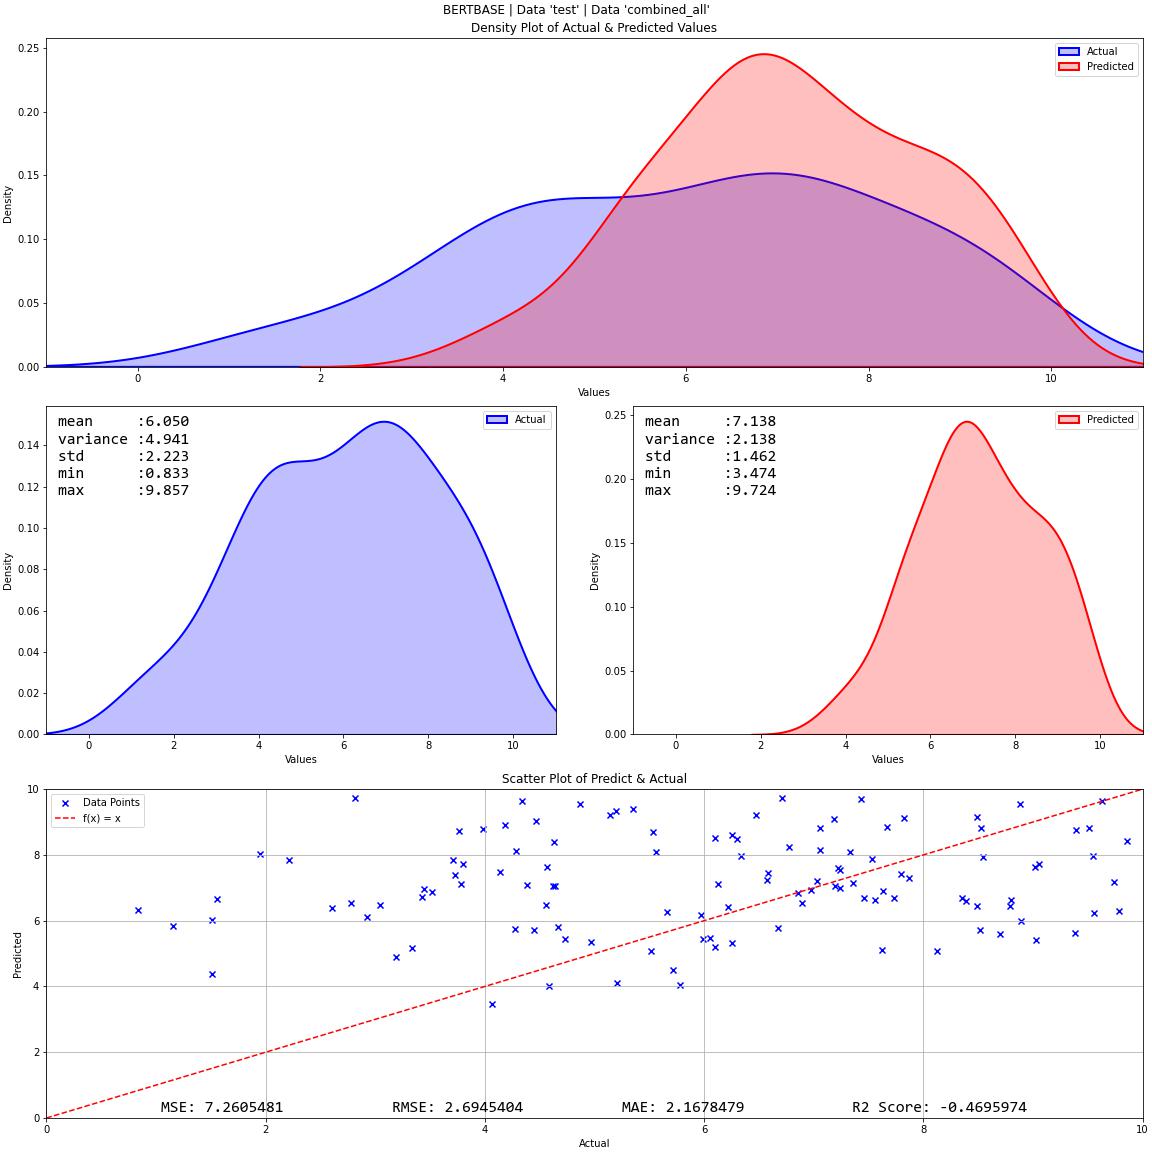 BERTBASE | Data 'test' | Data 'combined_all'
Density Plot of Actual & Predicted Values
0.25
0.20
0.15
0.10
0.05
0.00
Density
Actual
Predicted
0 2 4 6 8 10
Values
mean :6.050
variance :4.941
std :2.223
min :0.833
max :9.857
Actual
0.14
0.12
0.10
0.08
0.06
0.04
0.02
0.00
Density
0 2 4 6 8 10
Values
mean :7.138
variance :2.138
std :1.462
min :3.474
max :9.724
Predicted
0.25
0.20
0.15
0.10
0.05
0.00
Density
0 2 4 6 8 10
Values
Scatter Plot of Predict & Actual
Data Points
f(x) = x
10
8
6
4
2
0
Predicted
MSE: 7.2605481 RMSE: 2.6945404 MAE: 2.1678479 R2 Score: -0.4695974
0 2 4 6 8 10
Actual